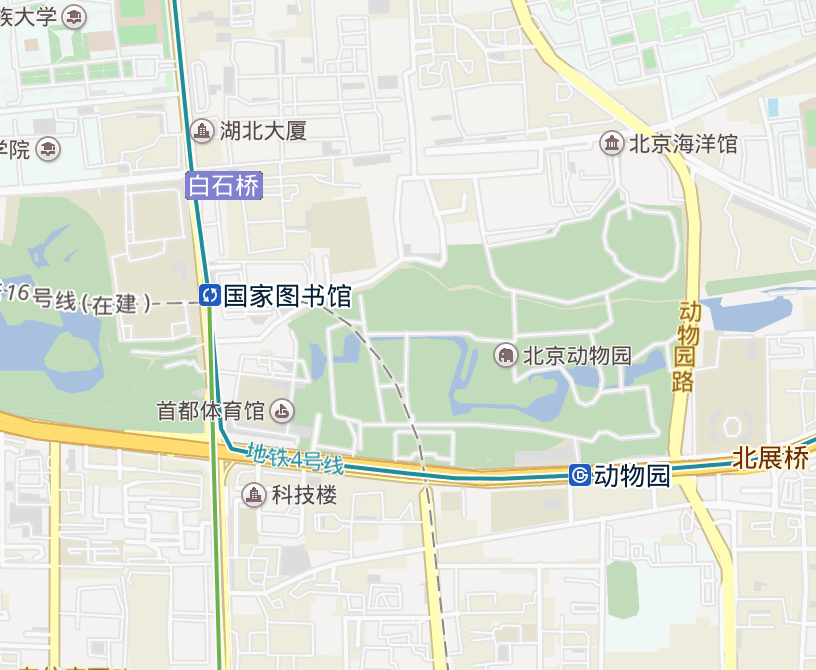 族大学
湖北大厦
学院
北京海洋馆
白石桥
16号线(在建)
国家图书馆
动物园路
北京动物园
首都体育馆
地铁4号线
北展桥
动物园
科技楼